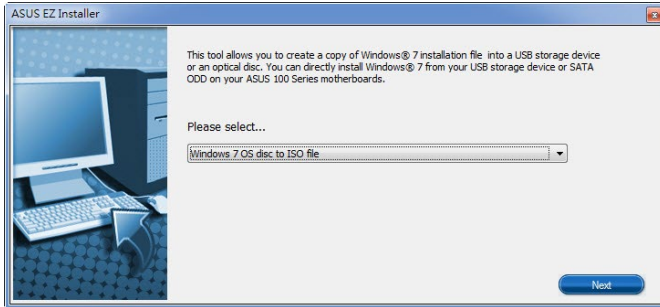 ASUS EZ Installer
This tool allows you to create a copy of Windows® 7 installation file into a USB storage device
or an optical disc. You can directly install Windows® 7 from your USB storage device or SATA
ODD on your ASUS 100 Series motherboards.
Please select...
Windows 7 OS disc to ISO file
Next